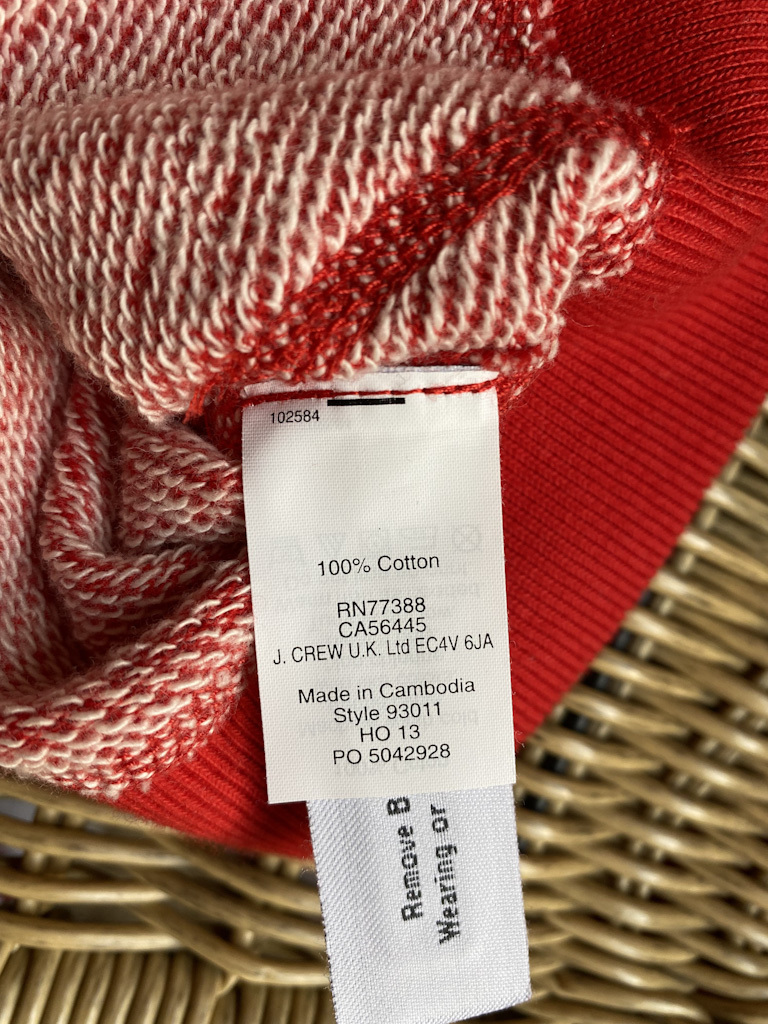 102584
100% Cotton
RN77388
CA56445
J. CREW U.K. Ltd EC4V 6JA
Made in Cambodia
Style 93011
HO 13
PO 5042928
Remove B
Wearing or